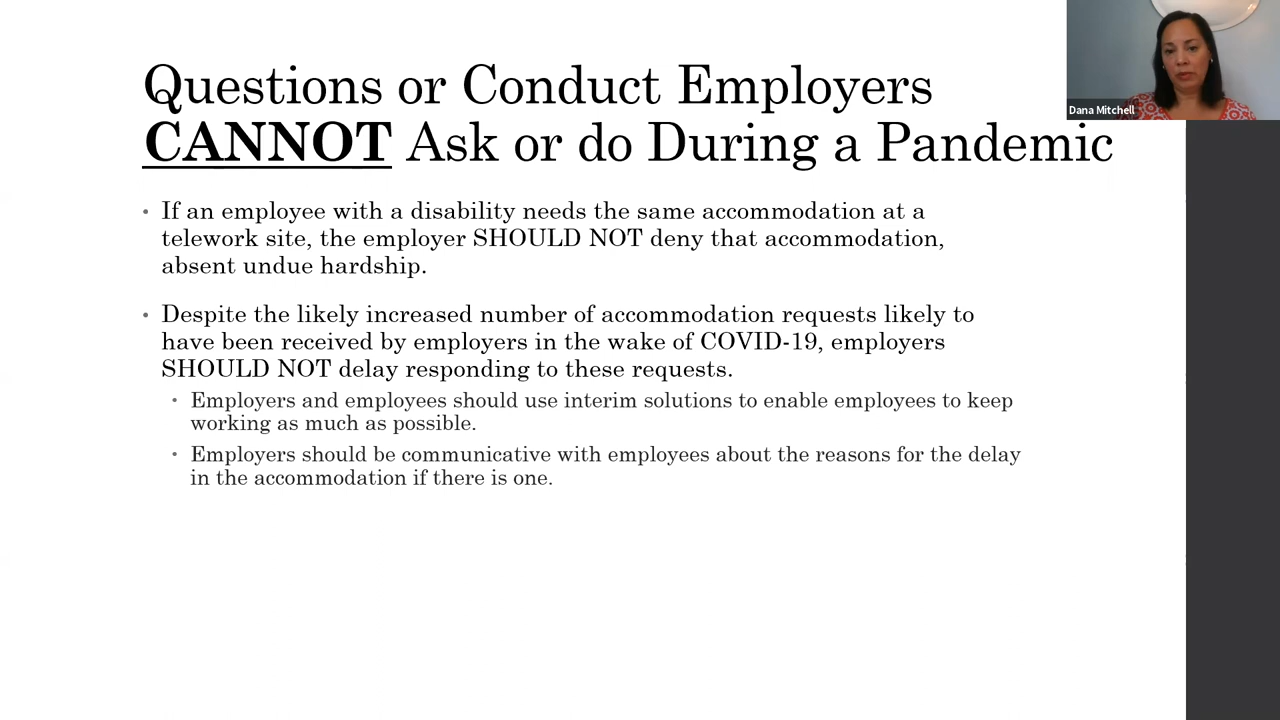 Questions or Conduct Employers
CANNOT Ask or do During a Pandemic
Dana Mitchell
• If an employee with a disability needs the same accommodation at a
telework site, the employer SHOULD NOT deny that accommodation,
absent undue hardship.
• Despite the likely increased number of accommodation requests likely to
have been received by employers in the wake of COVID-19, employers
SHOULD NOT delay responding to these requests.
• Employers and employees should use interim solutions to enable employees to keep
working as much as possible.
• Employers should be communicative with employees about the reasons for the delay
in the accommodation if there is one.